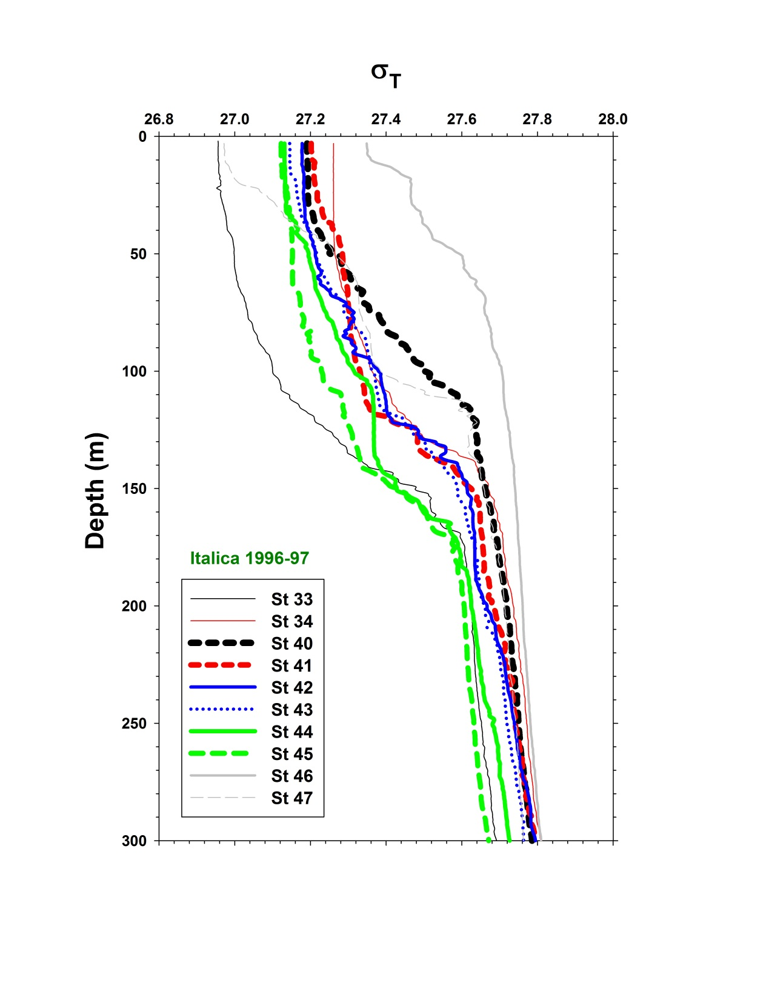 σT
26.8 27.0 27.2 27.4 27.6 27.8 28.0
0
50
100
150
200
250
300
Depth (m)
Italica 1996-97
St 33
St 34
St 40
St 41
St 42
St 43
St 44
St 45
St 46
St 47